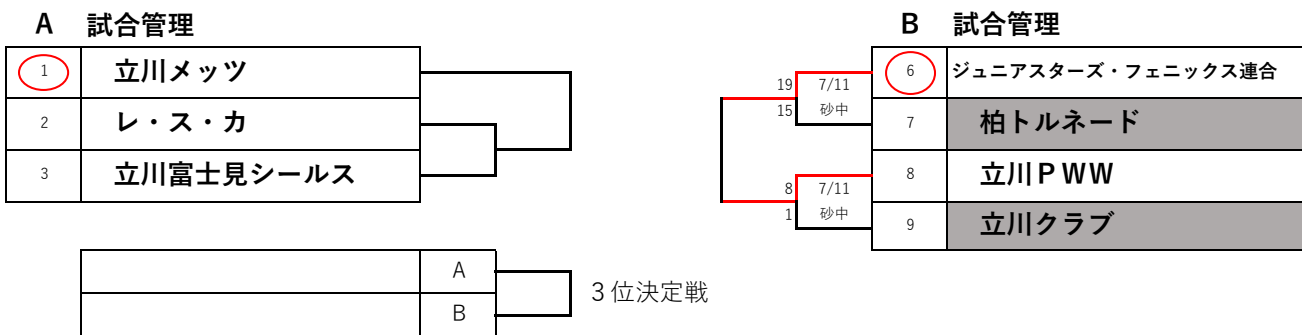 A 試合管理
1 立川メッツ
2 レ・ス・カ
3 立川富士見シールス
A
B
3位決定戦
B 試合管理
19 7/11 6 ジュニアスターズ・フェニックス連合
15 砂中 7 柏トルネード
8 7/11 8 立川PWW
1 砂中 9 立川クラブ